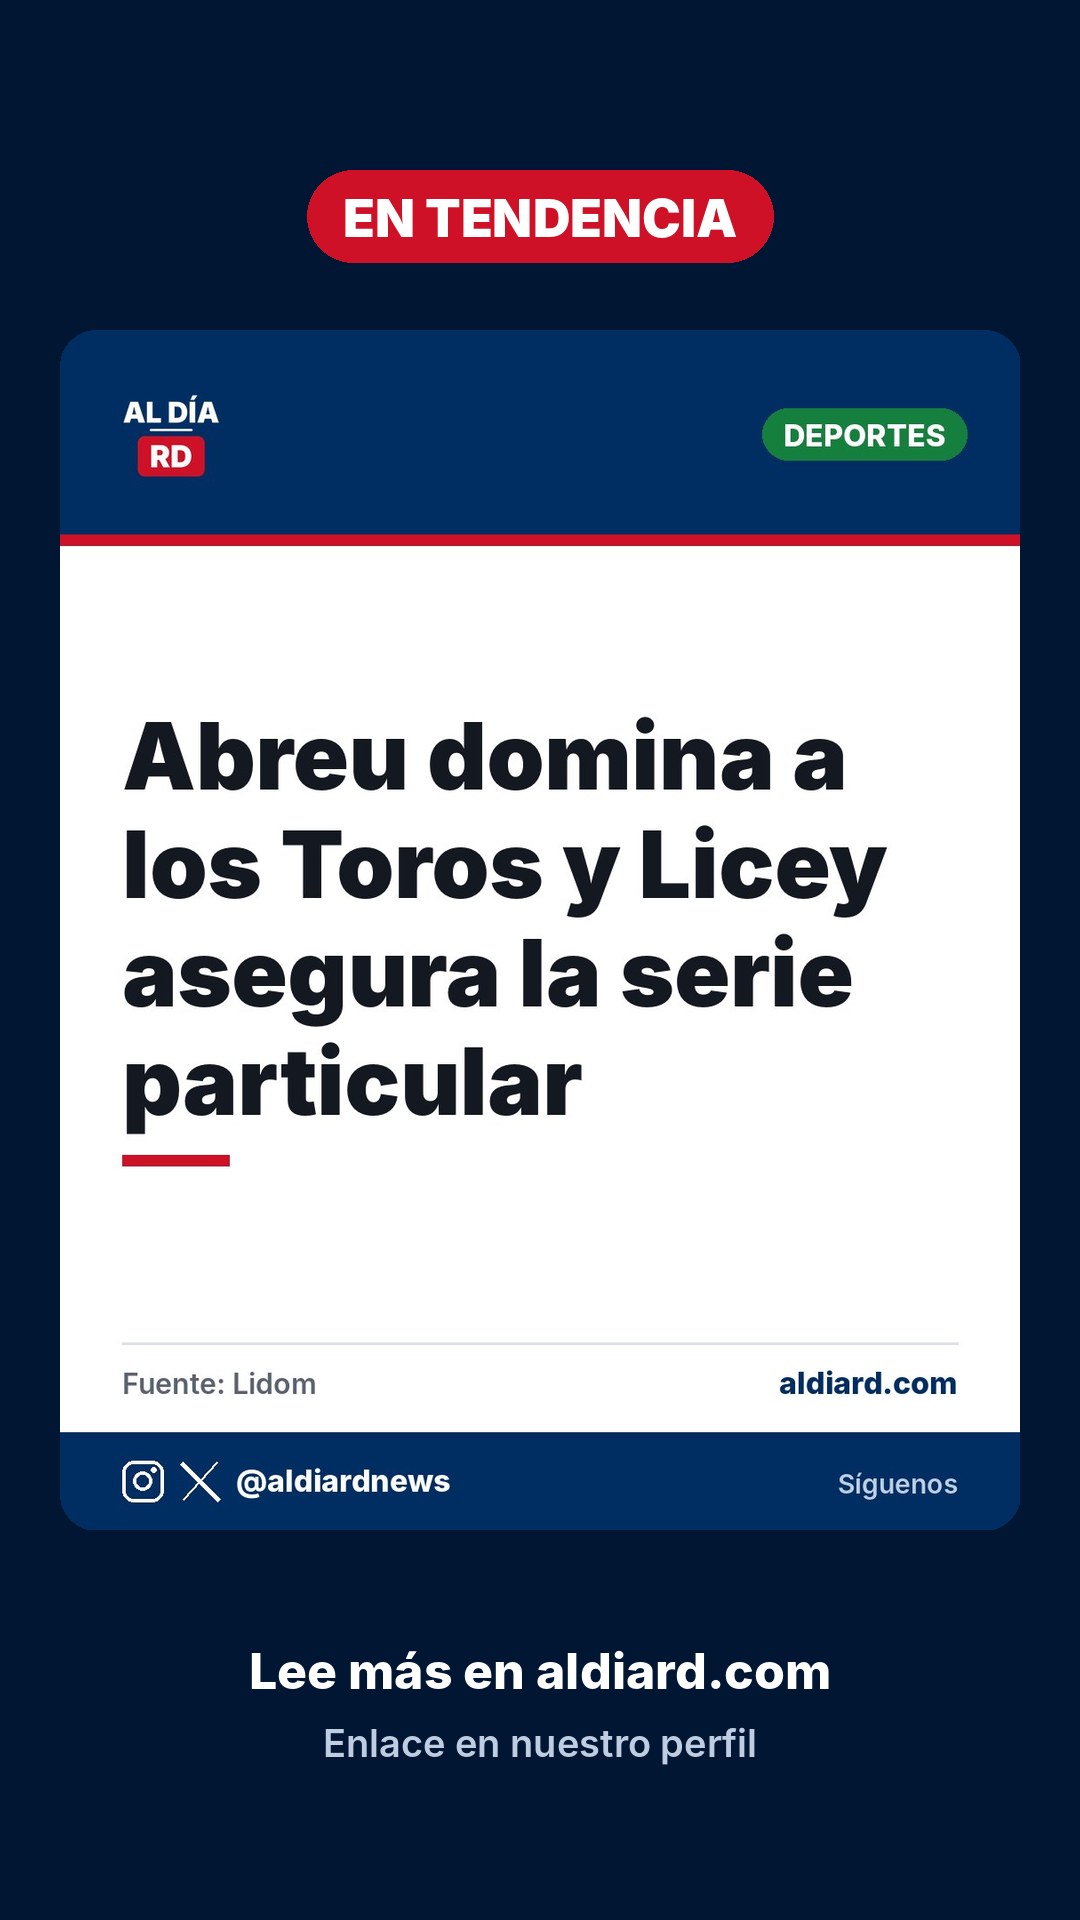 EN TENDENCIA
AL DÍA
RD
DEPORTES
Abreu domina a
los Toros y Licey
asegura la serie
particular
Fuente: Lidom
aldiard.com
@aldiardnews
Síguenos
Lee más en aldiard.com
Enlace en nuestro perfil